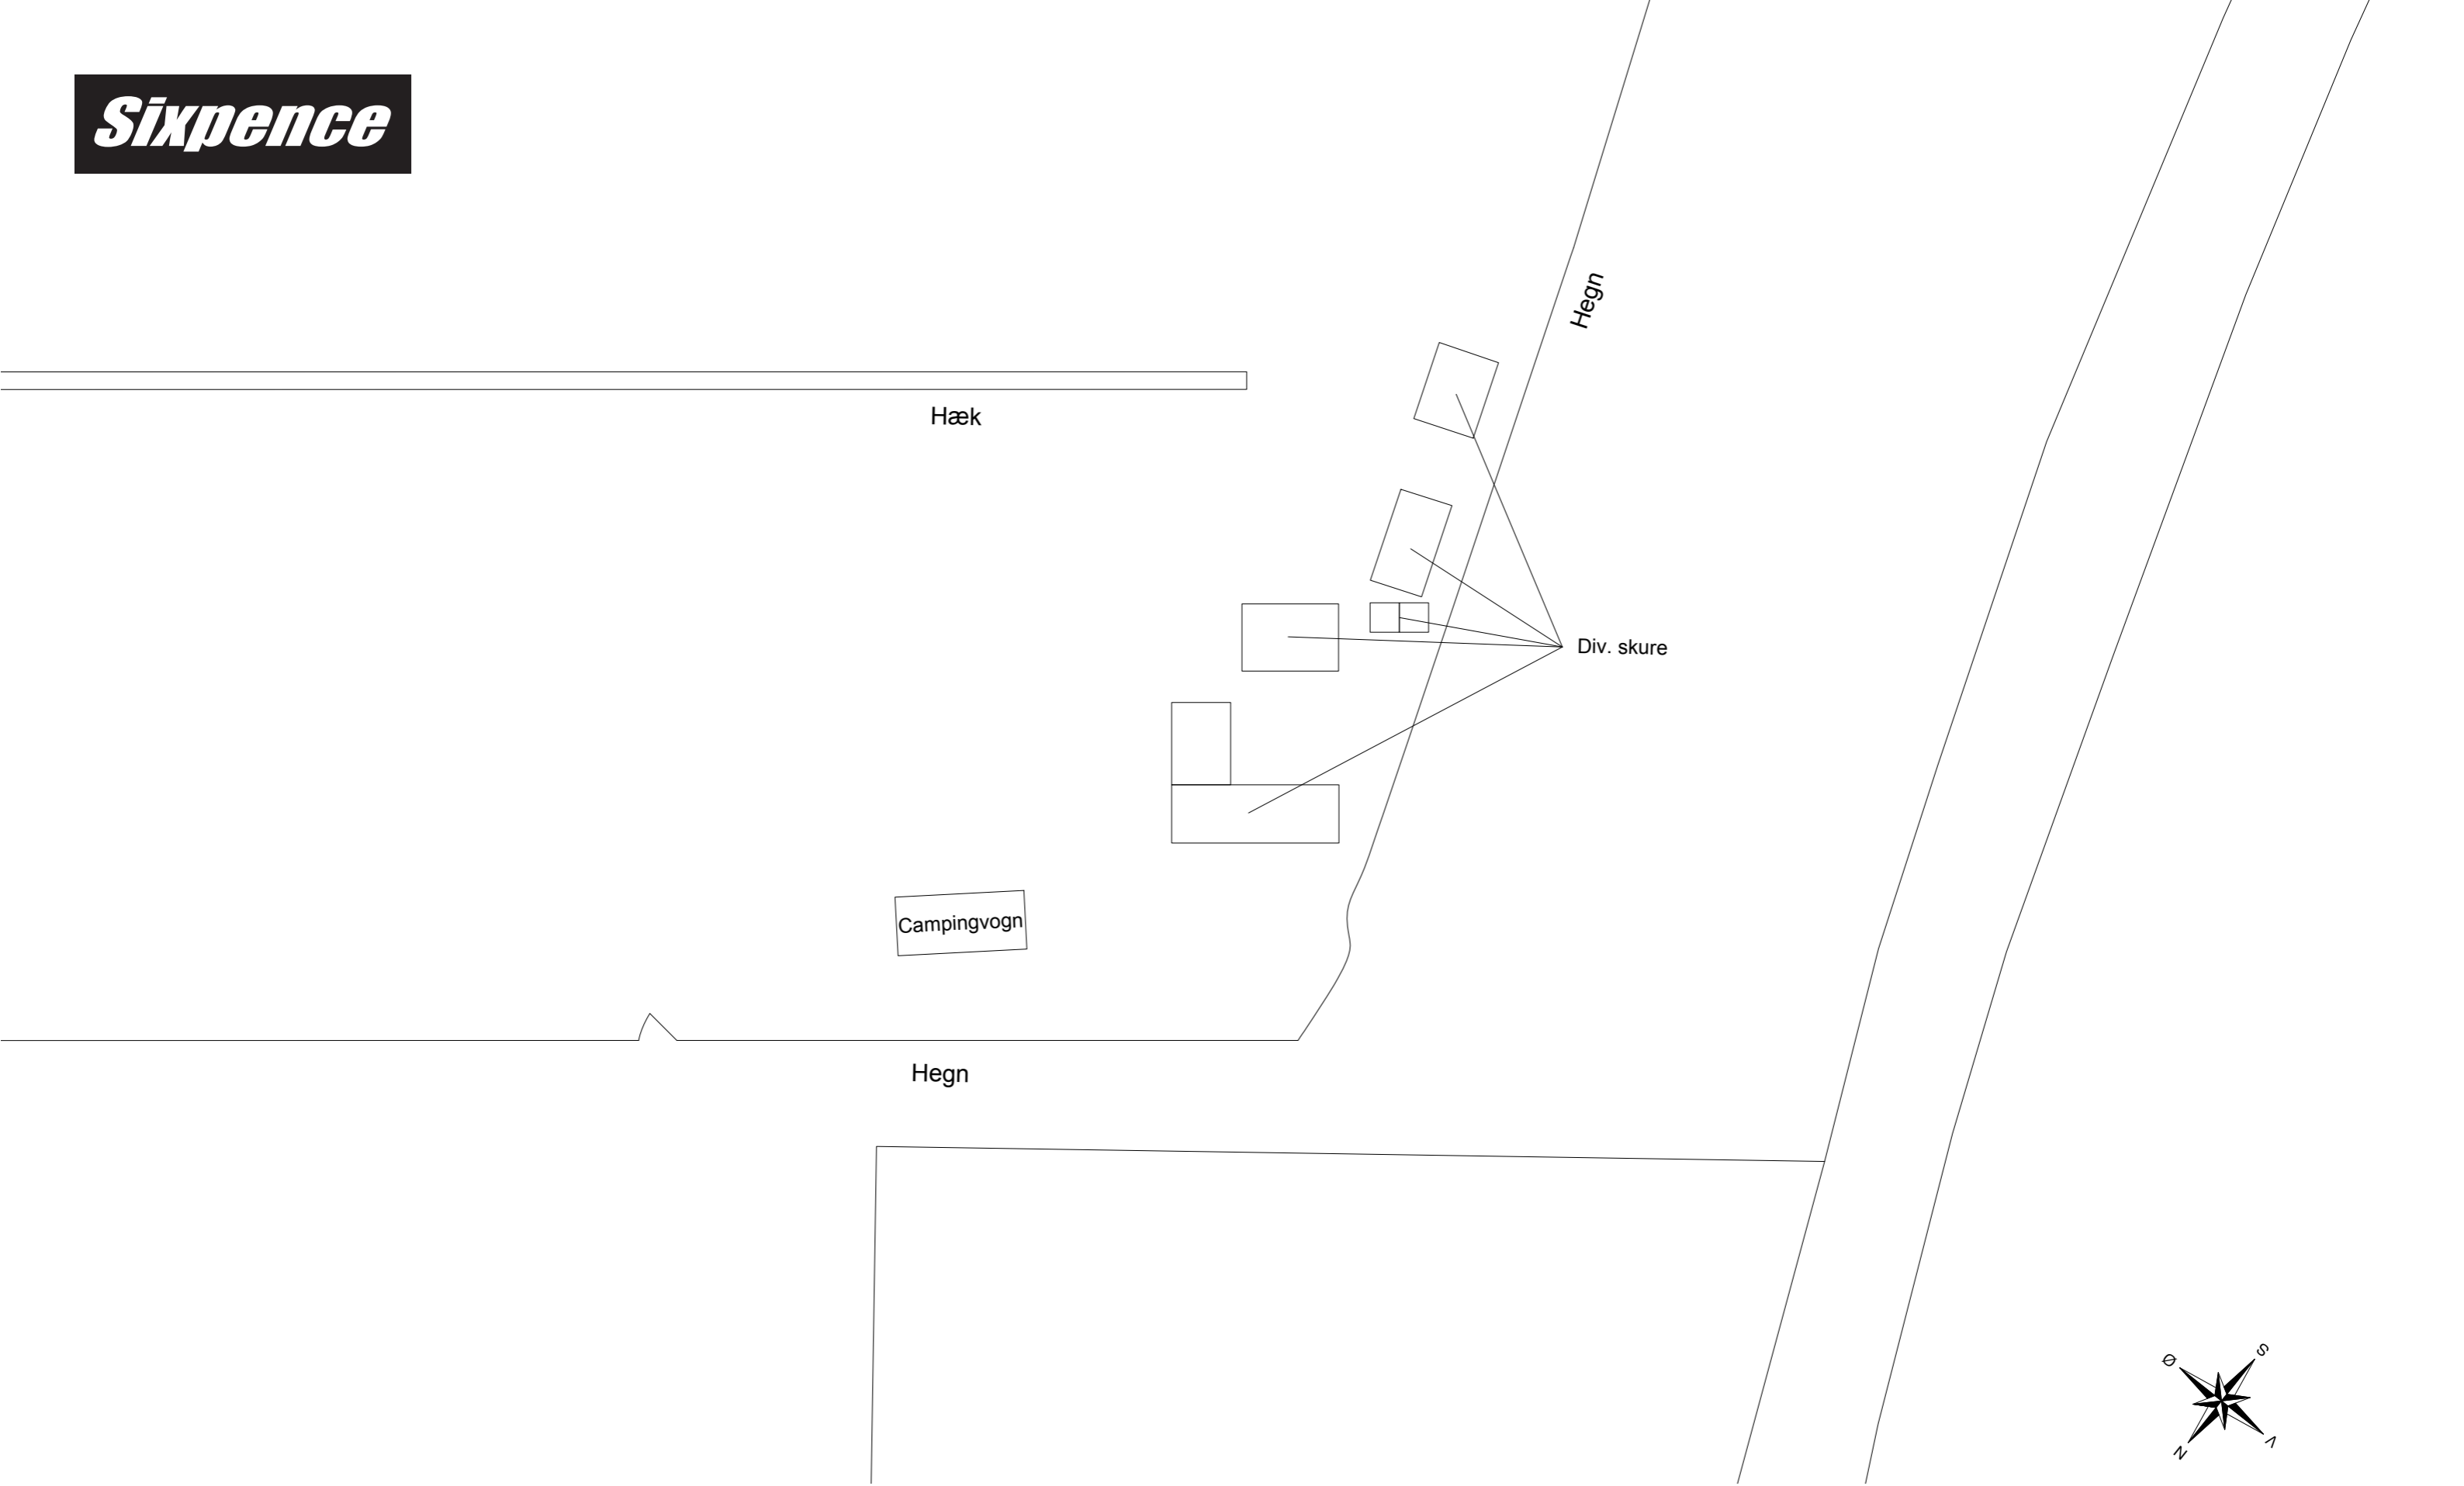 Sixpence
Hegn
Hæk
Div. skure
Campingvogn
Hegn
Ø
S
N
V